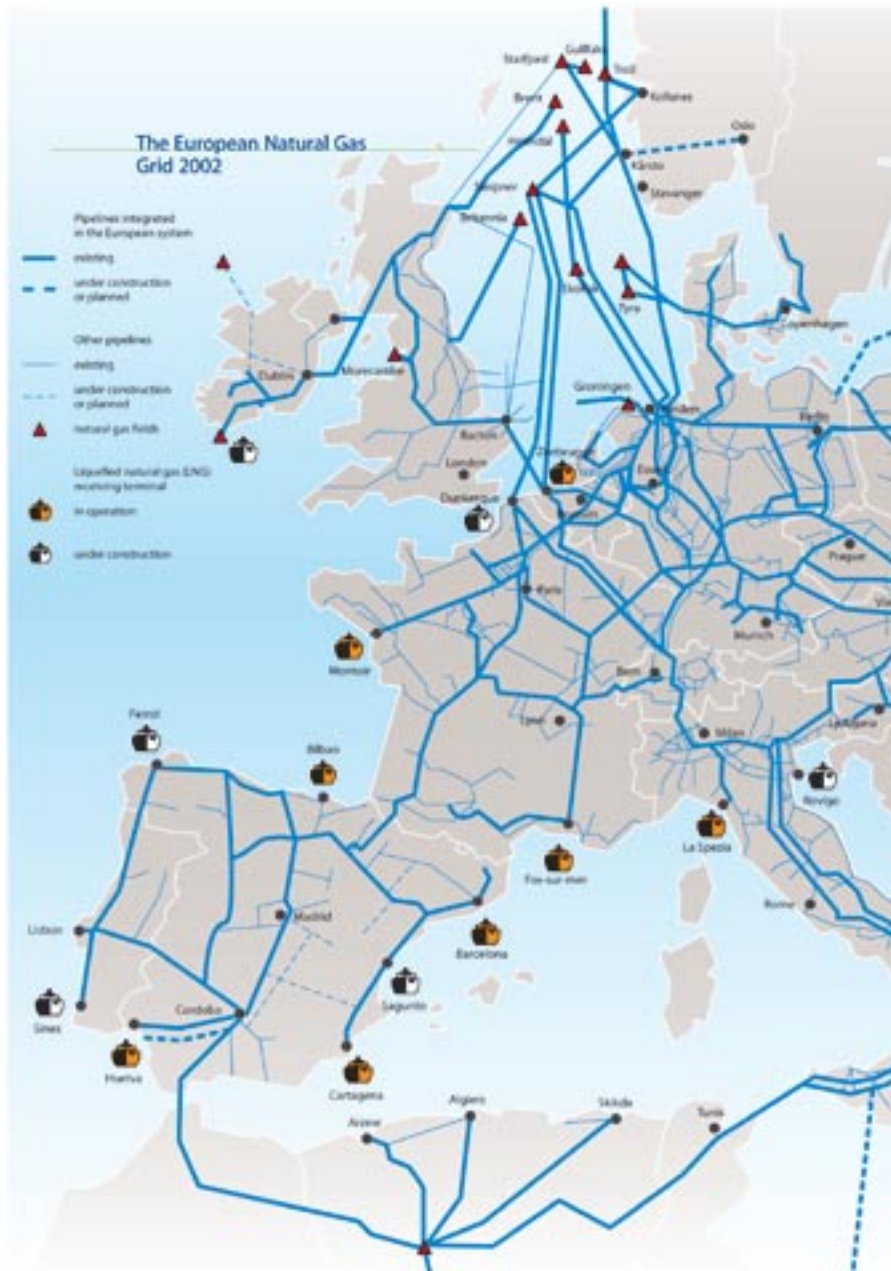 The European Natural Gas
Grid 2002
Pipelines integrated
in the European system
existing
under construction
or planned
Other pipelines
existing
under construction
or planned
natural gas fields
Liquefied natural gas (LNG)
receiving terminal
in operation
under construction
Statfjord
Gullfaks
Troll
Brent
Kollsnes
Heimdal
Oslo
Kårstø
Sleipner
Stavanger
Britannia
Ekofisk
Tyra
Copenhagen
Dublin
Morecambe
Groningen
Emden
Berlin
Bacton
London
Zeebrugge
Essen
Dunkerque
Prague
Paris
Munich
Montoir
Bern
Lyon
Milan
Ljubljana
Ferrol
Bilbao
Rovigo
La Spezia
Fos-sur-mer
Rome
Madrid
Lisbon
Barcelona
Sagunto
Sines
Cordoba
Huelva
Cartagena
Algiers
Arzew
Skikda
Tunis